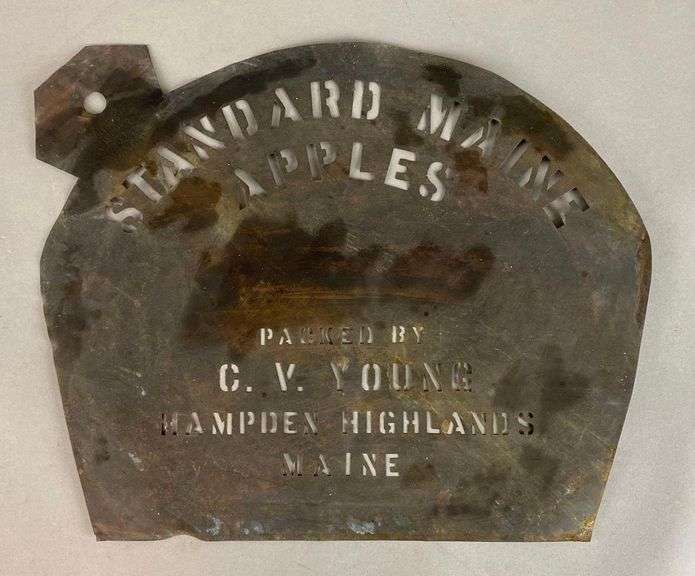 STANDARD MAINE
APPLES
PACKED BY
C. V. YOUNG
HAMPDEN HIGHLANDS
MAINE